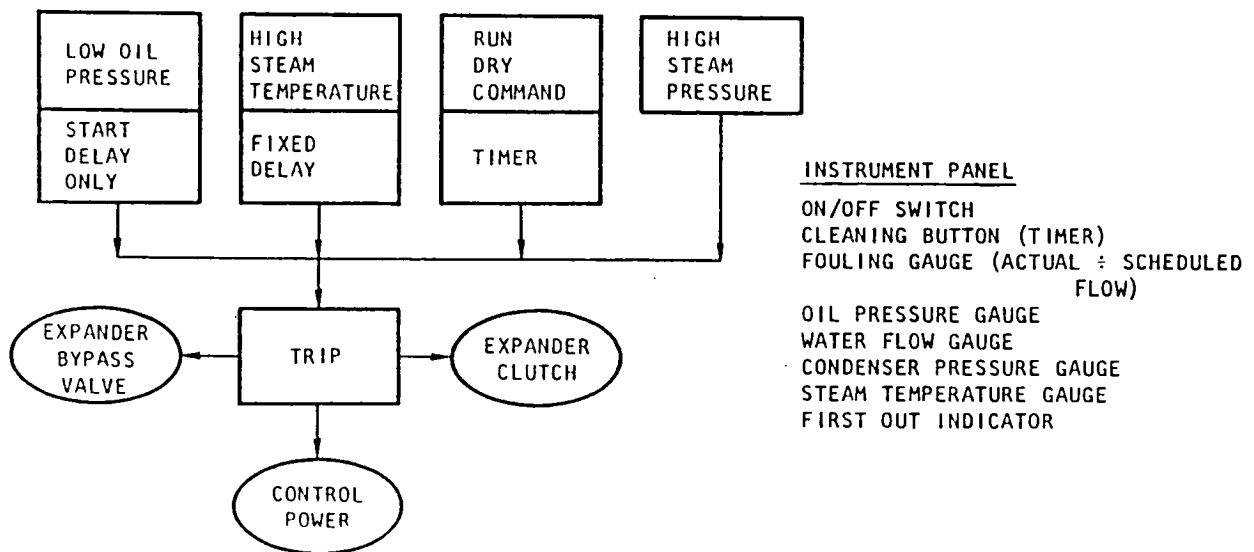 LOW OIL
PRESSURE
START
DELAY
ONLY
HIGH
STEAM
TEMPERATURE
FIXED
DELAY
RUN
DRY
COMMAND
TIMER
HIGH
STEAM
PRESSURE
EXPANDER
BYPASS
VALVE
TRIP
EXPANDER
CLUTCH
CONTROL
POWER
INSTRUMENT PANEL
ON/OFF SWITCH
CLEANING BUTTON (TIMER)
FOULING GAUGE (ACTUAL ÷ SCHEDULED
FLOW)
OIL PRESSURE GAUGE
WATER FLOW GAUGE
CONDENSER PRESSURE GAUGE
STEAM TEMPERATURE GAUGE
FIRST OUT INDICATOR